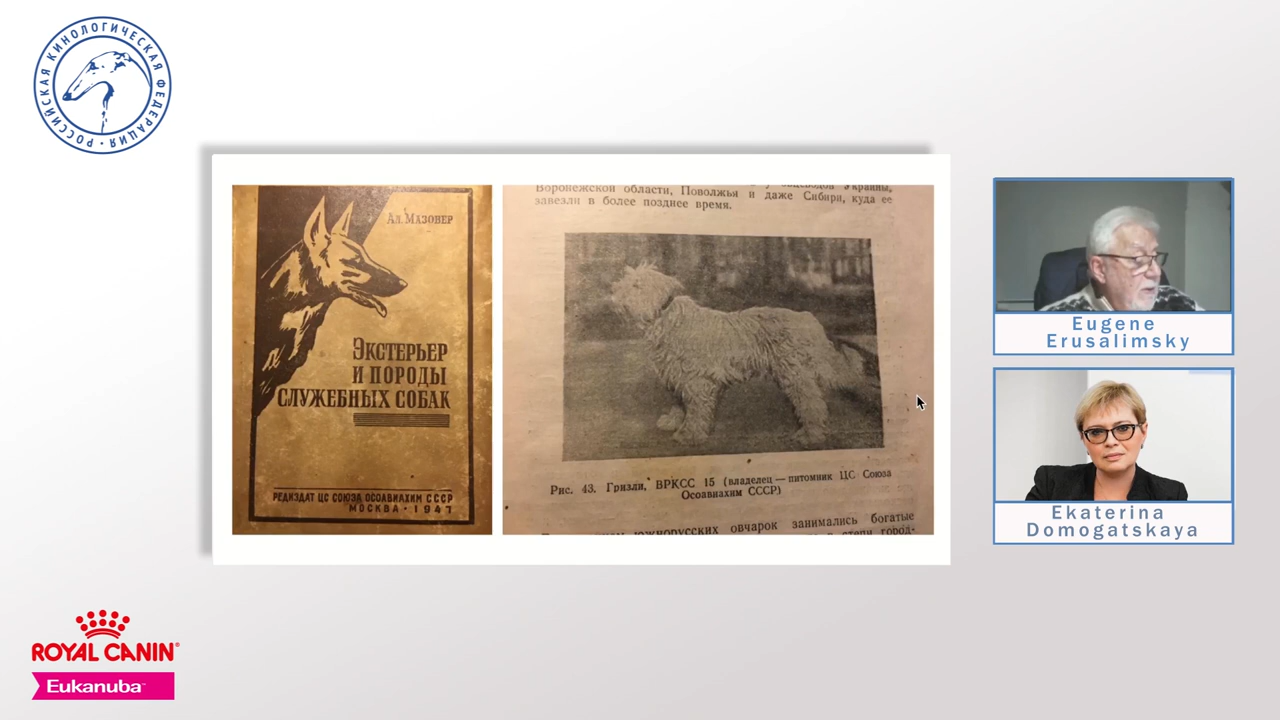 РОССИЙСКАЯ КИНОЛОГИЧЕСКАЯ ФЕДЕРАЦИЯ
Ал. Мазовер
Экстерьер
и породы
служебных собак
РЕДИЗДАТ ЦС СОЮЗА ОСОАВИАХИМ СССР
МОСКВА • 1947
Воронежской области, Поволжья и даже Сибири, куда ее
завезли в более позднее время.
Рис. 43. Гризли, ВРКСС 15 (владелец — питомник ЦС Союза
Осоавиахим СССР)
южнорусских овчарок занимались богатые
Eugene
Erusalimsky
Ekaterina
Domogatskaya
ROYAL CANIN
Eukanuba